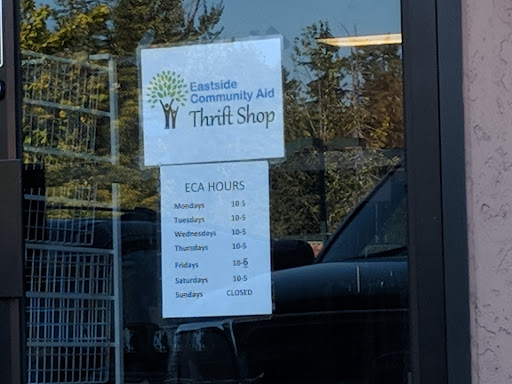 Eastside
Community Aid
Thrift Shop
ECA HOURS
Mondays 10-5
Tuesdays 10-5
Wednesdays 10-5
Thursdays 10-5
Fridays 10-6
Saturdays 10-5
Sundays CLOSED